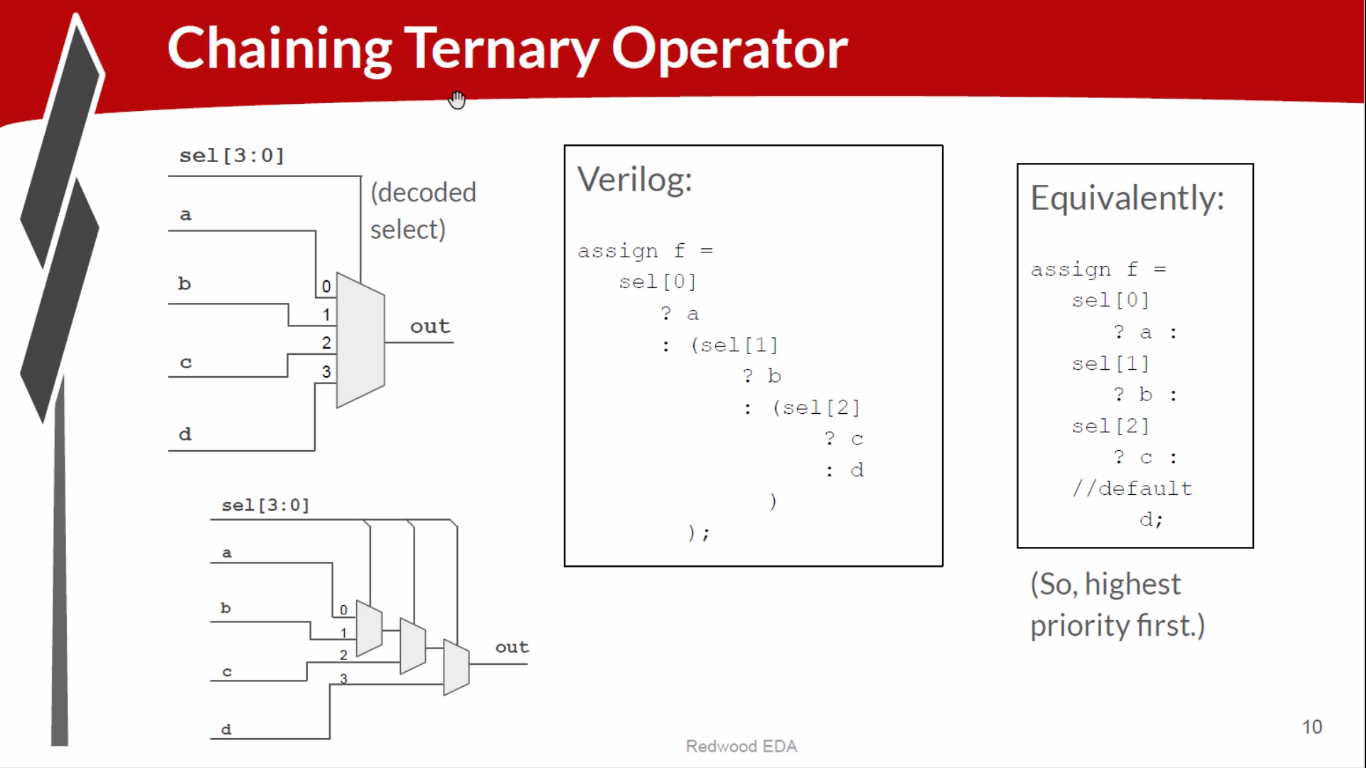 Chaining Ternary Operator
sel[3:0]
(decoded
select)
a
b
c
d
0
1
2
3
out
sel[3:0]
a
b
c
d
0
1
2
3
out
Verilog:
assign f =
sel[0]
? a
: (sel[1]
? b
: (sel[2]
? c
: d
)
);
Equivalently:
assign f =
sel[0]
? a :
sel[1]
? b :
sel[2]
? c :
//default
d;
(So, highest
priority first.)
10
Redwood EDA